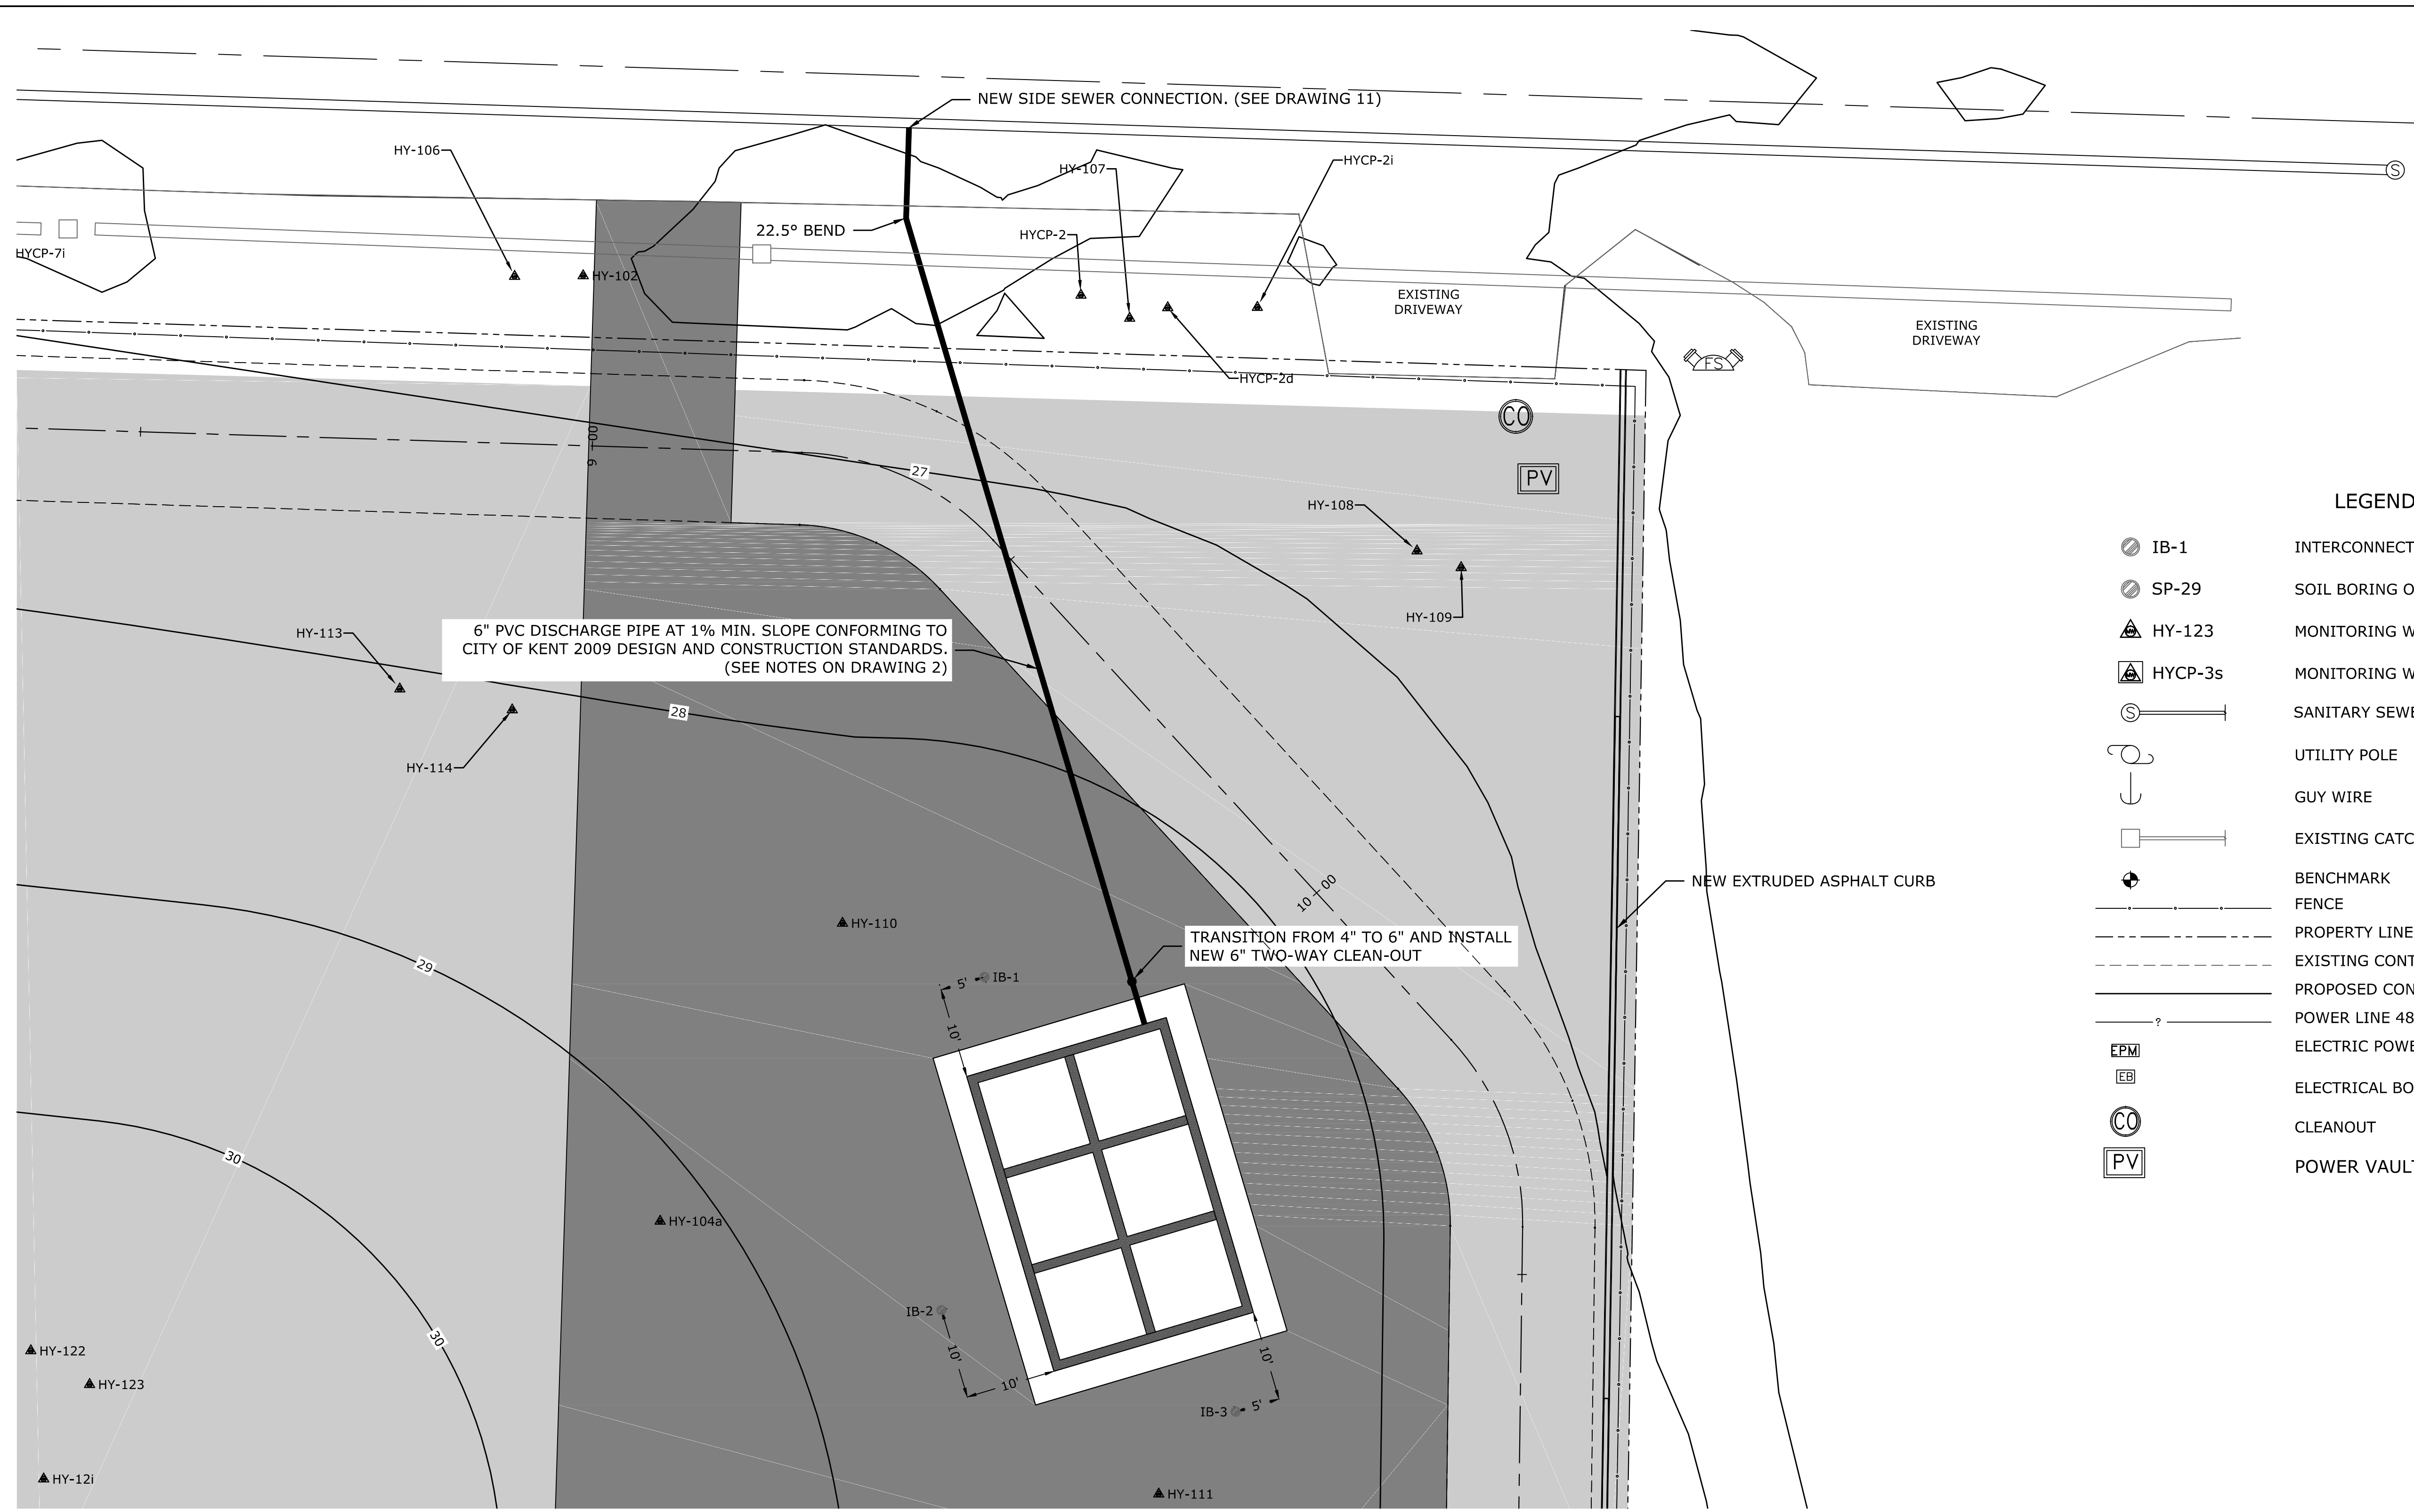 NEW SIDE SEWER CONNECTION. (SEE DRAWING 11)
S
HY-106
HY-107
HYCP-2i
22.5° BEND
HYCP-2
HYCP-7i
HY-102
EXISTING
DRIVEWAY
EXISTING
DRIVEWAY
FS
HYCP-2d
CO
9 00
27
PV
HY-108
HY-109
6" PVC DISCHARGE PIPE AT 1% MIN. SLOPE CONFORMING TO
CITY OF KENT 2009 DESIGN AND CONSTRUCTION STANDARDS.
(SEE NOTES ON DRAWING 2)
HY-113
28
HY-114
10 00
NEW EXTRUDED ASPHALT CURB
HY-110
TRANSITION FROM 4" TO 6" AND INSTALL
NEW 6" TWO-WAY CLEAN-OUT
29
5'
IB-1
10'
30
HY-104a
IB-2
30
10'
10'
10'
HY-122
HY-123
IB-3
5'
HY-12i
HY-111
LEGEND
IB-1 INTERCONNECT
SP-29 SOIL BORING O
HY-123 MONITORING W
HYCP-3s MONITORING W
S SANITARY SEWE
UTILITY POLE
GUY WIRE
EXISTING CATC
BENCHMARK
FENCE
PROPERTY LINE
EXISTING CONT
PROPOSED CON
? POWER LINE 48
EPM ELECTRIC POWE
EB ELECTRICAL BO
CO CLEANOUT
PV POWER VAULT